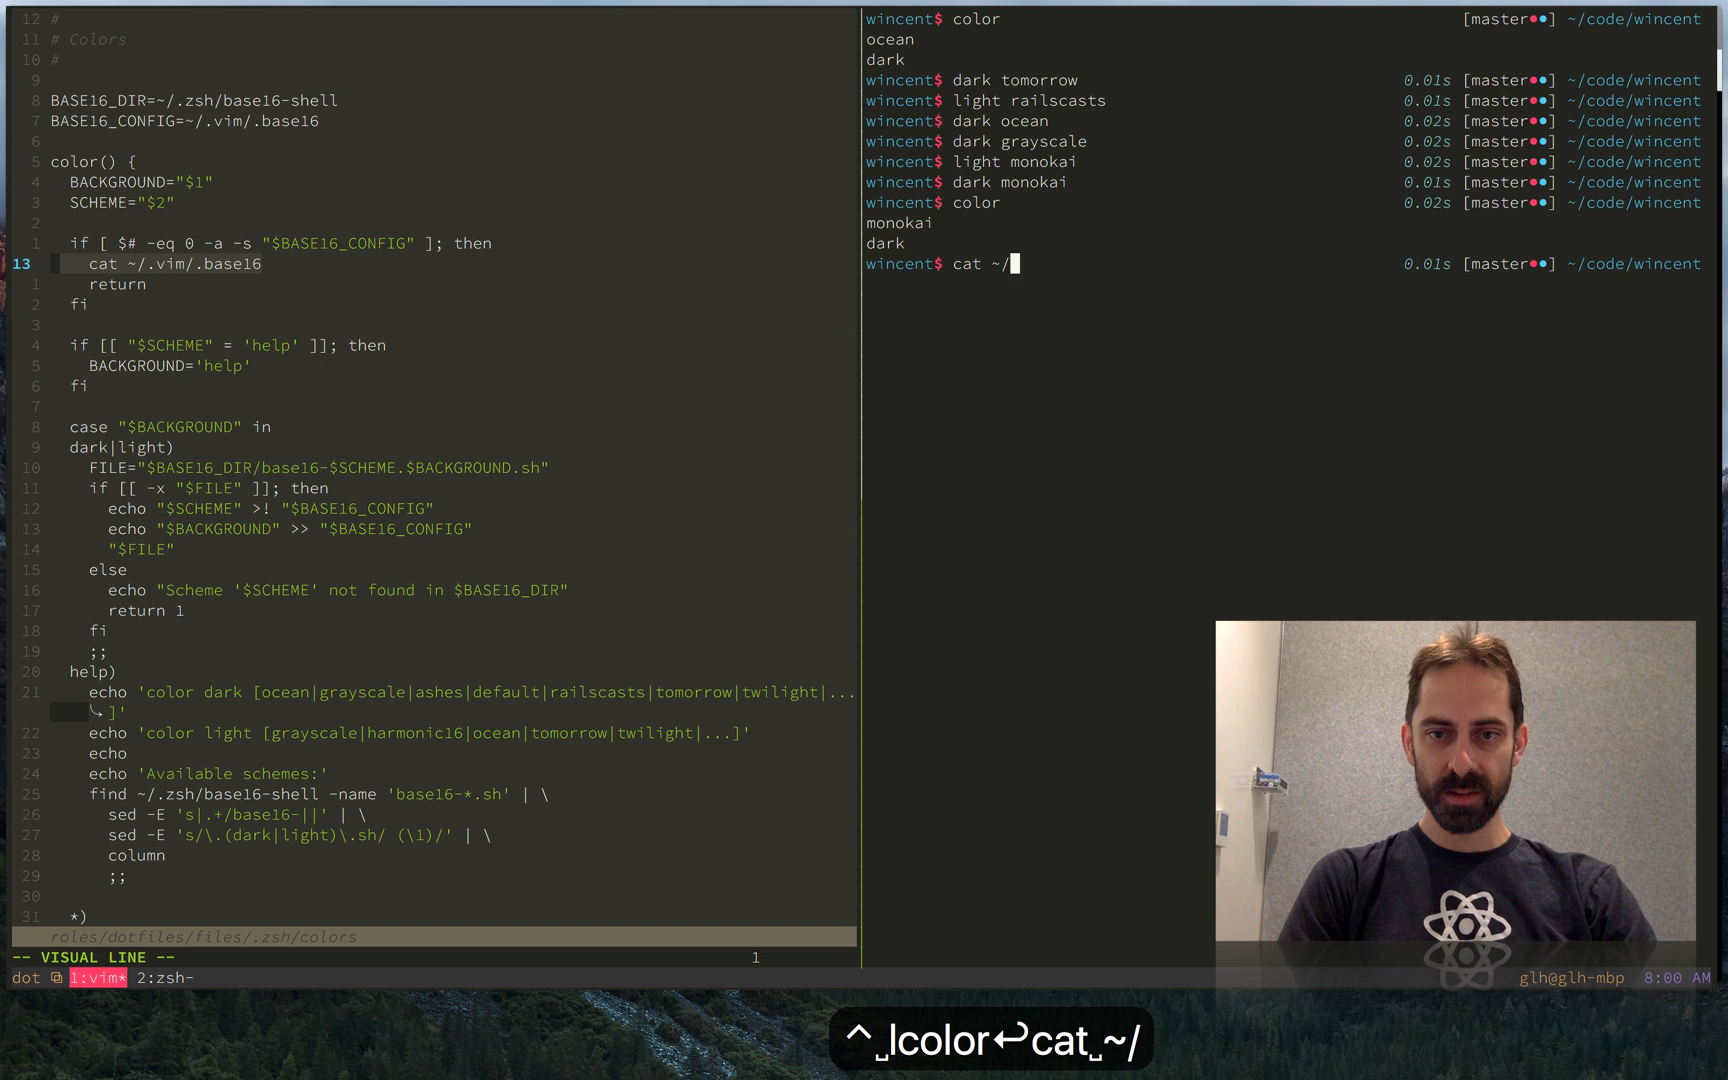 12 #
11 # Colors
10 #
9
8 BASE16_DIR=~/.zsh/base16-shell
7 BASE16_CONFIG=~/.vim/.base16
6
5 color() {
4   BACKGROUND="$1"
3   SCHEME="$2"
2
1   if [ $# -eq 0 -a -s "$BASE16_CONFIG" ]; then
13     cat ~/.vim/.base16
1     return
2   fi
3
4   if [[ "$SCHEME" = 'help' ]]; then
5     BACKGROUND='help'
6   fi
7
8   case "$BACKGROUND" in
9   dark|light)
10     FILE="$BASE16_DIR/base16-$SCHEME.$BACKGROUND.sh"
11     if [[ -x "$FILE" ]]; then
12       echo "$SCHEME" >! "$BASE16_CONFIG"
13       echo "$BACKGROUND" >> "$BASE16_CONFIG"
14       "$FILE"
15     else
16       echo "Scheme '$SCHEME' not found in $BASE16_DIR"
17       return 1
18     fi
19     ;;
20   help)
21     echo 'color dark [ocean|grayscale|ashes|default|railscasts|tomorrow|twilight|...
⤷ ]'
22     echo 'color light [grayscale|harmonic16|ocean|tomorrow|twilight|...]'
23     echo
24     echo 'Available schemes:'
25     find ~/.zsh/base16-shell -name 'base16-*.sh' | \
26       sed -E 's|.+/base16-||' | \
27       sed -E 's/\.(dark|light)\.sh/ (\1)/' | \
28       column
29       ;;
30
31   *)
roles/dotfiles/files/.zsh/colors
-- VISUAL LINE -- 1
wincent$ color [master●●] ~/code/wincent
ocean
dark
wincent$ dark tomorrow 0.01s [master●●] ~/code/wincent
wincent$ light railscasts 0.01s [master●●] ~/code/wincent
wincent$ dark ocean 0.02s [master●●] ~/code/wincent
wincent$ dark grayscale 0.02s [master●●] ~/code/wincent
wincent$ light monokai 0.02s [master●●] ~/code/wincent
wincent$ dark monokai 0.01s [master●●] ~/code/wincent
wincent$ color 0.02s [master●●] ~/code/wincent
monokai
dark
wincent$ cat ~/ 0.01s [master●●] ~/code/wincent
dot 1:vim* 2:zsh- glh@glh-mbp 8:00 AM
^␣lcolor↩cat␣~/